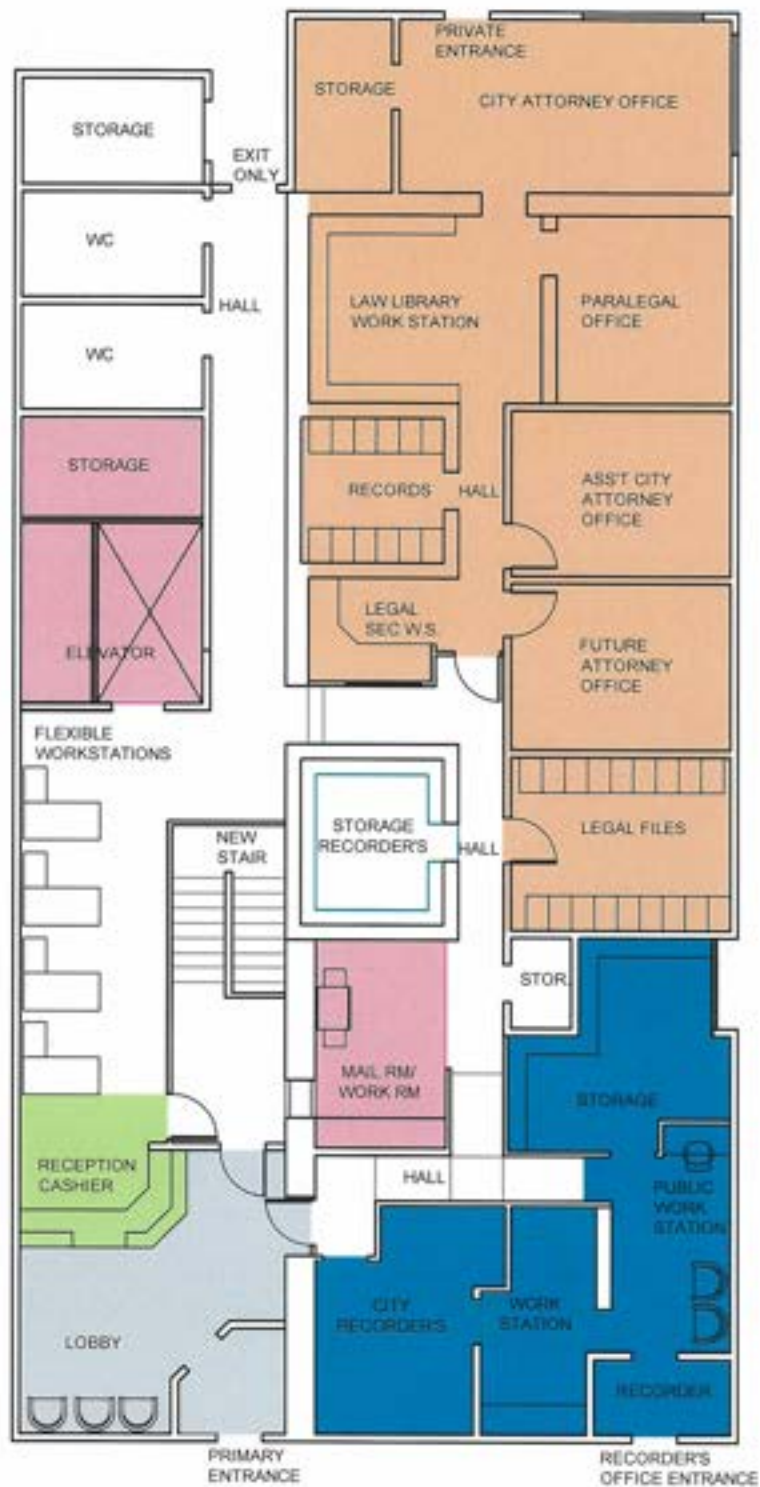 PRIVATE
ENTRANCE
STORAGE
CITY ATTORNEY OFFICE
STORAGE
EXIT
ONLY
WC
HALL
LAW LIBRARY
WORK STATION
PARALEGAL
OFFICE
WC
STORAGE
RECORDS
HALL
ASS'T CITY
ATTORNEY
OFFICE
LEGAL
SEC W.S.
ELEVATOR
FUTURE
ATTORNEY
OFFICE
FLEXIBLE
WORKSTATIONS
NEW
STAIR
STORAGE
RECORDER'S
HALL
LEGAL FILES
STOR.
MAIL RM/
WORK RM
STORAGE
RECEPTION
CASHIER
HALL
PUBLIC
WORK
STATION
CITY
RECORDERS
WORK
STATION
LOBBY
RECORDER
PRIMARY
ENTRANCE
RECORDER'S
OFFICE ENTRANCE